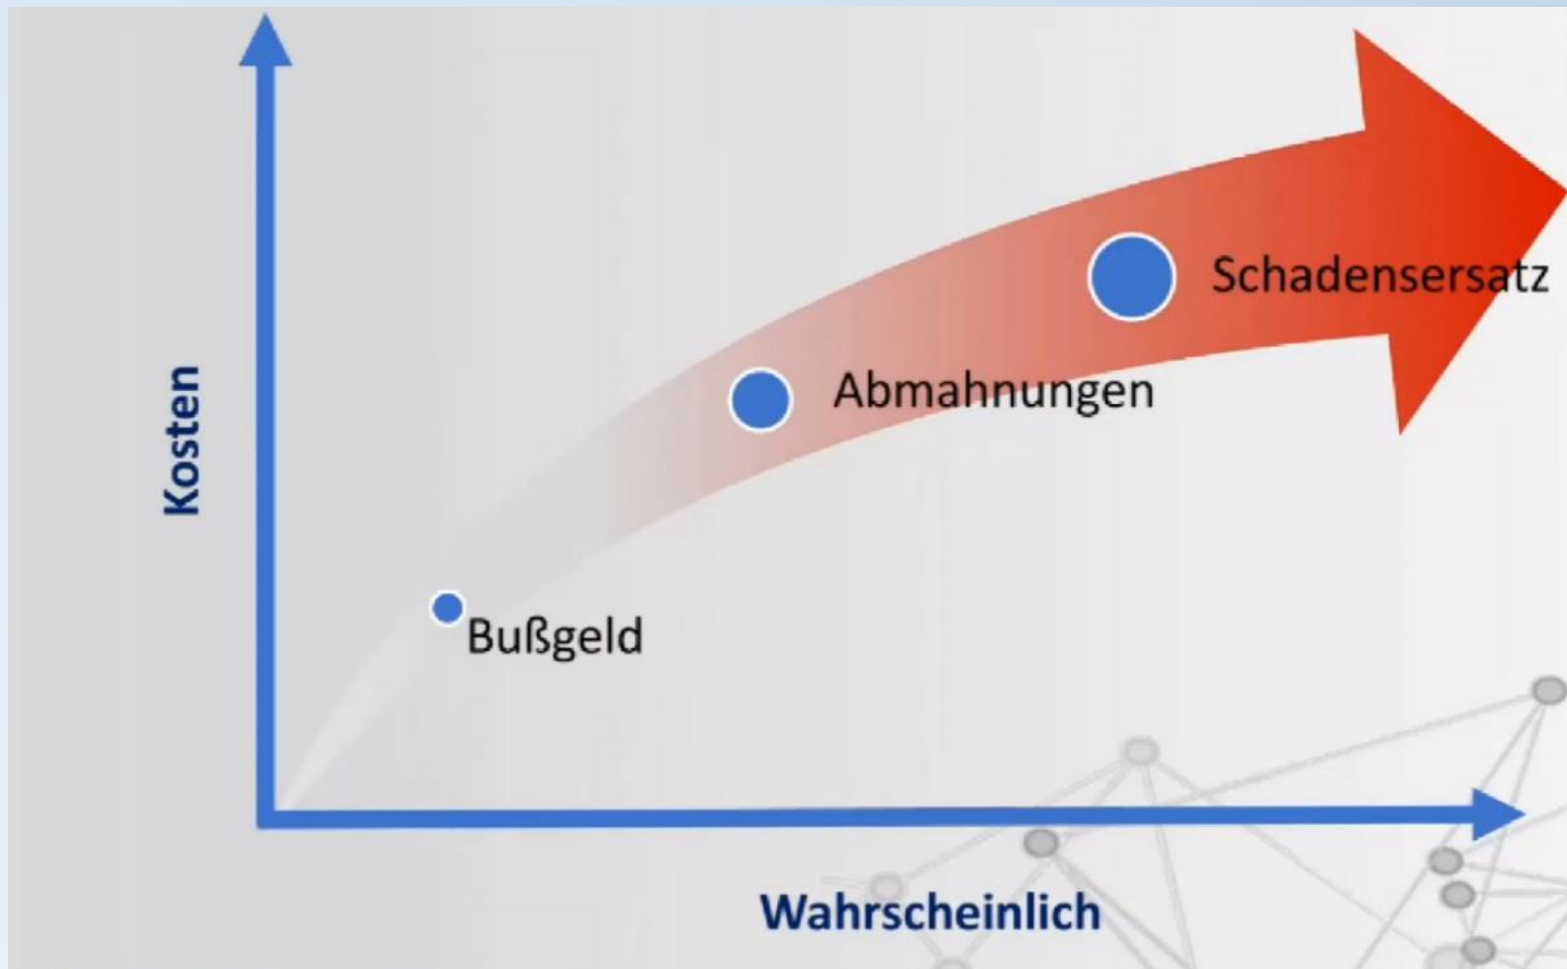 Schadensersatz
Abmahnungen
Kosten
Bußgeld
Wahrscheinlich